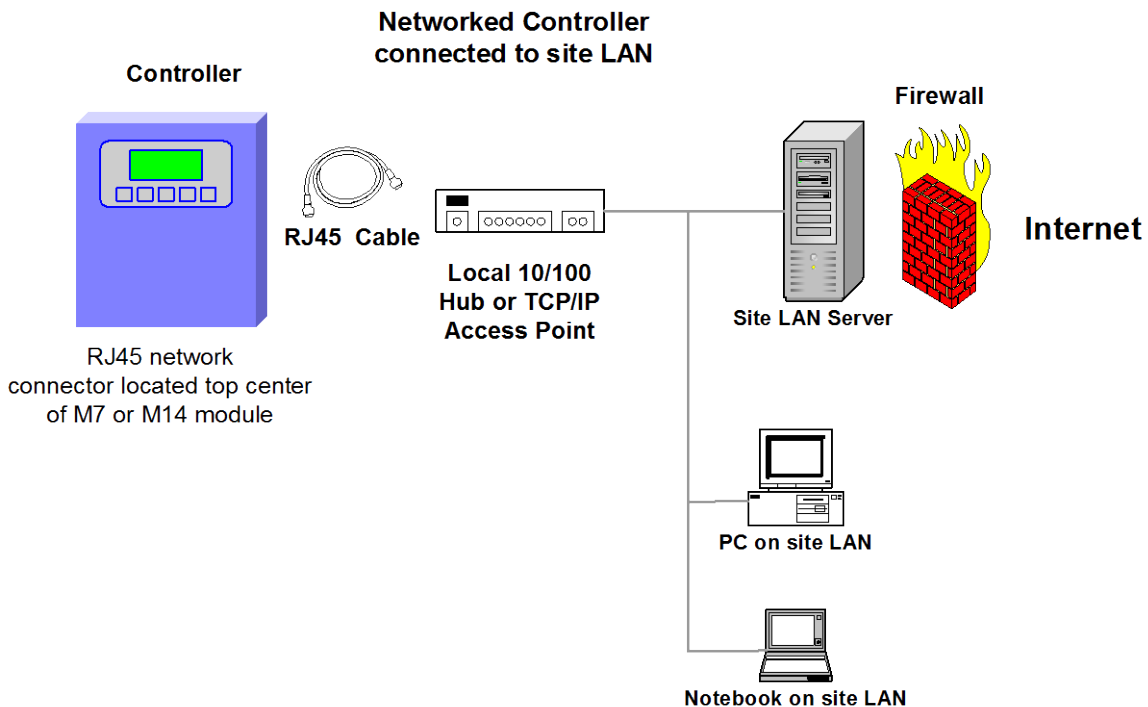 Networked Controller
connected to site LAN
Controller
Firewall
RJ45 Cable
Internet
Local 10/100
Hub or TCP/IP
Access Point
Site LAN Server
RJ45 network
connector located top center
of M7 or M14 module
PC on site LAN
Notebook on site LAN